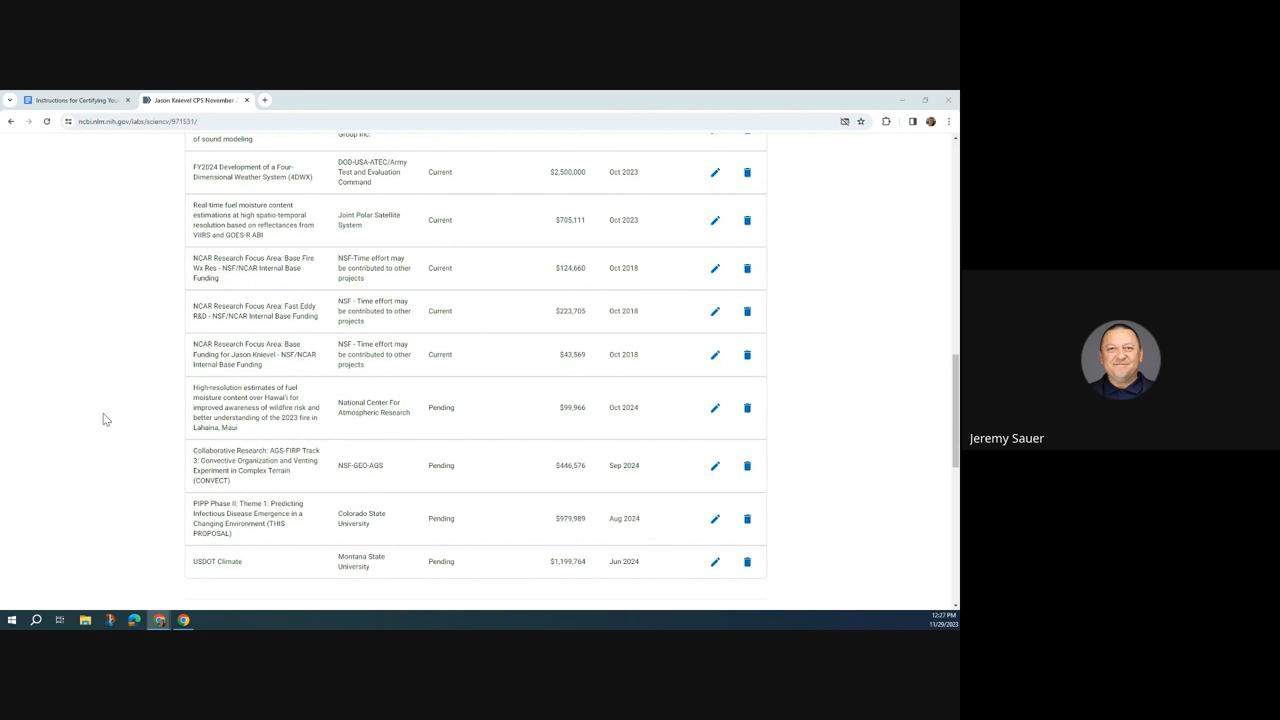 Instructions for Certifying You
Jason Knievel CPS November
ncbi.nlm.nih.gov/labs/sciencv/971531/
of sound modeling
Group Inc.
FY2024 Development of a Four-
Dimensional Weather System (4DWX)
DOD-USA-ATEC/Army
Test and Evaluation
Command
Current
$2,500,000
Oct 2023
Real-time fuel moisture content
estimations at high spatio-temporal
resolution based on reflectances from
VIIRS and GOES-R ABI
Joint Polar Satellite
System
Current
$705,111
Oct 2023
NCAR Research Focus Area: Base Fire
Wx Res - NSF/NCAR Internal Base
Funding
NSF-Time effort may
be contributed to other
projects
Current
$124,660
Oct 2018
NCAR Research Focus Area: Fast Eddy
R&D - NSF/NCAR Internal Base Funding
NSF - Time effort may
be contributed to other
projects
Current
$223,705
Oct 2018
NCAR Research Focus Area: Base
Funding for Jason Knievel - NSF/NCAR
Internal Base Funding
NSF - Time effort may
be contributed to other
projects
Current
$43,569
Oct 2018
High-resolution estimates of fuel
moisture content over Hawai'i for
improved awareness of wildfire risk and
better understanding of the 2023 fire in
Lahaina, Maui
National Center For
Atmospheric Research
Pending
$99,966
Oct 2024
Collaborative Research: AGS-FIRP Track
3: Convective Organization and Venting
Experiment in Complex Terrain
(CONVECT)
NSF-GEO-AGS
Pending
$446,576
Sep 2024
PIPP Phase II: Theme 1: Predicting
Infectious Disease Emergence in a
Changing Environment (THIS
PROPOSAL)
Colorado State
University
Pending
$979,989
Aug 2024
USDOT Climate
Montana State
University
Pending
$1,199,764
Jun 2024
12:27 PM
11/29/2023
Jeremy Sauer